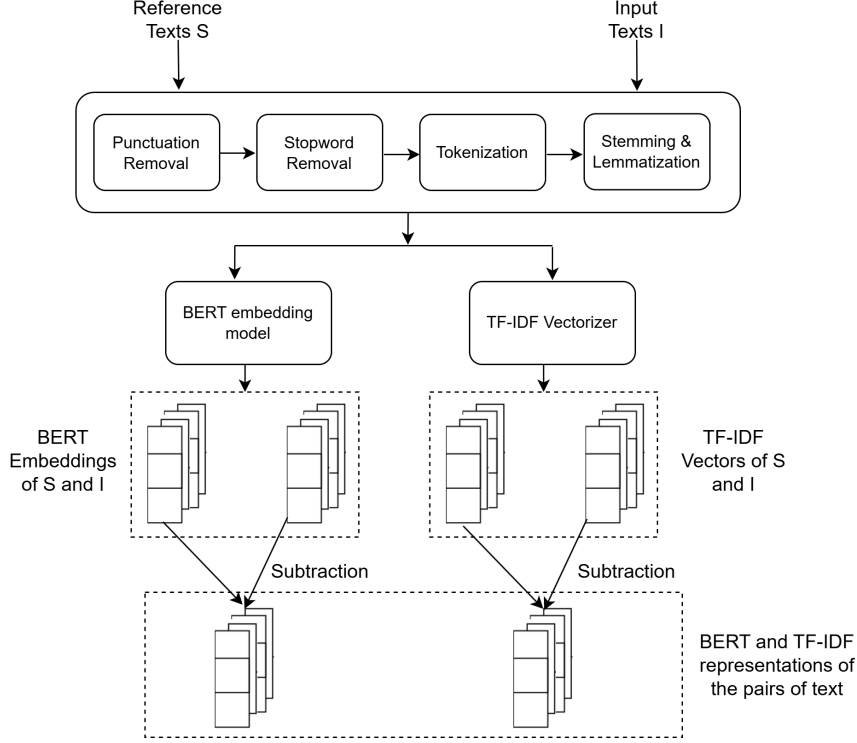 Reference
Texts S
Input
Texts I
Punctuation
Removal
Stopword
Removal
Tokenization
Stemming &
Lemmatization
BERT embedding
model
TF-IDF Vectorizer
BERT
Embeddings
of S and I
TF-IDF
Vectors of S
and I
Subtraction
Subtraction
BERT and TF-IDF
representations of
the pairs of text